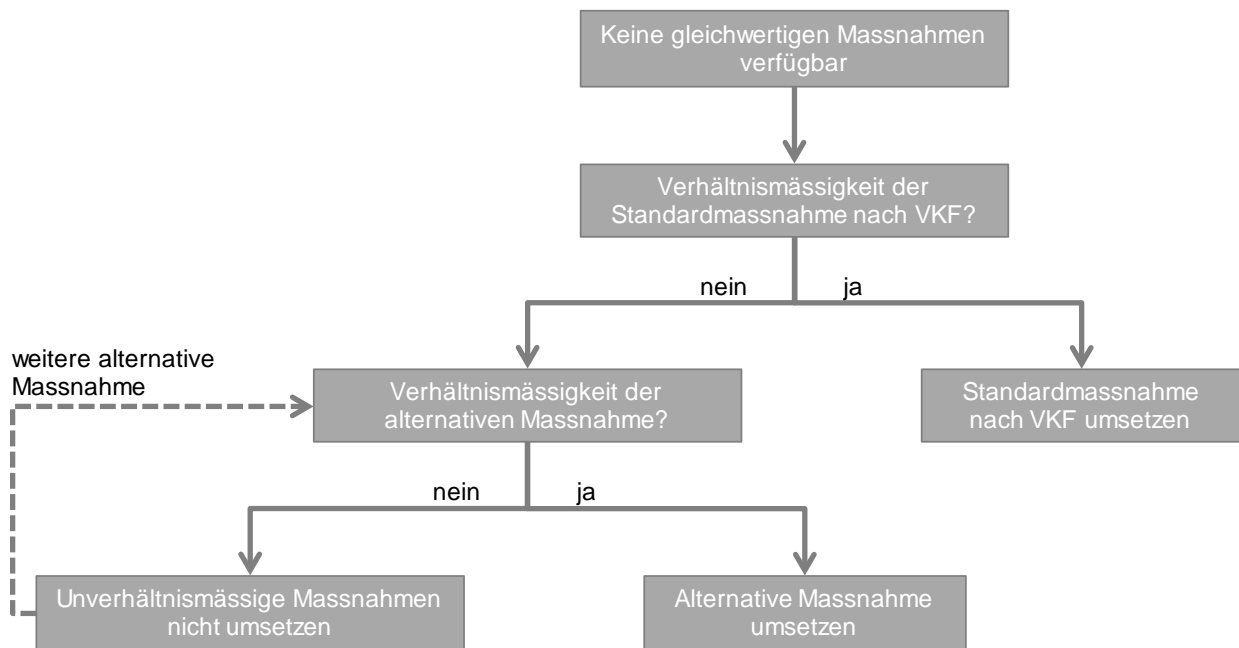 Keine gleichwertigen Massnahmen
verfügbar
Verhältnismässigkeit der
Standardmassnahme nach VKF?
nein
ja
weitere alternative
Massnahme
Verhältnismässigkeit der
alternativen Massnahme?
Standardmassnahme
nach VKF umsetzen
nein
ja
Unverhältnismässige Massnahmen
nicht umsetzen
Alternative Massnahme
umsetzen